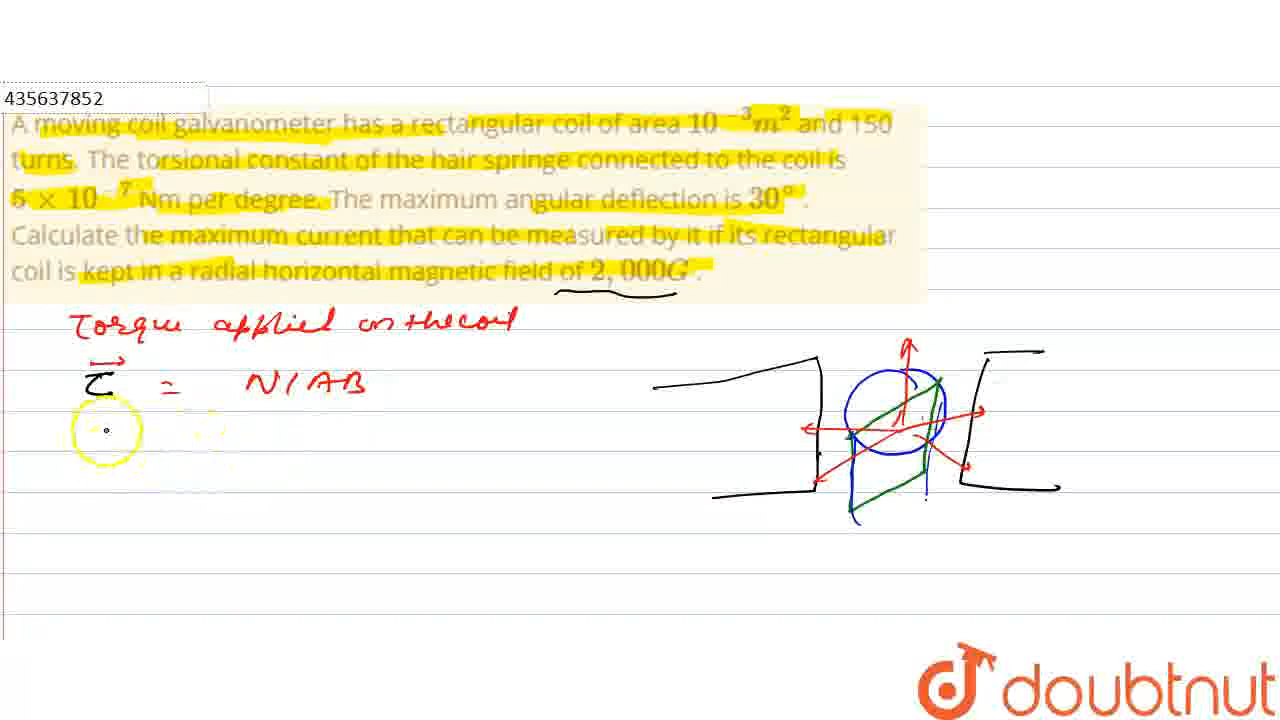 435637852
A moving coil galvanometer has a rectangular coil of area 10⁻³m² and 150
turns. The torsional constant of the hair springe connected to the coil is
5 × 10⁻⁷ Nm per degree. The maximum angular deflection is 30°.
Calculate the maximum current that can be measured by it if its rectangular
coil is kept in a radial horizontal magnetic field of 2,000G.
Torque applied on the coil
τ = NIAB
doubtnut